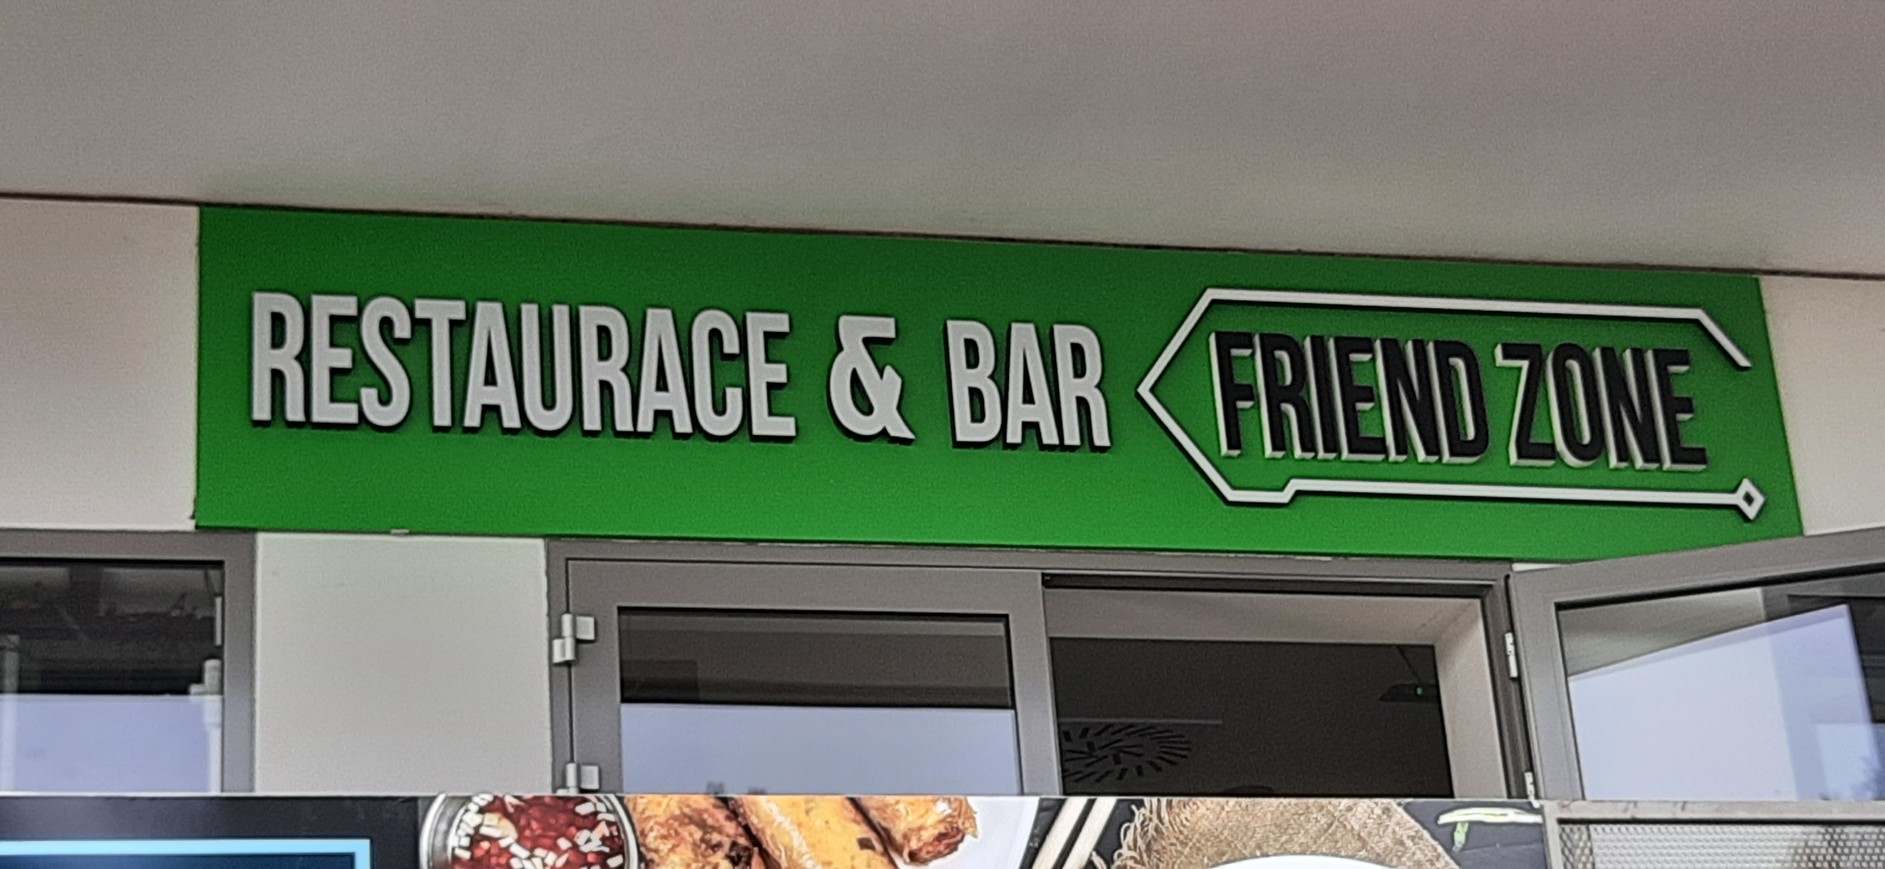 RESTAURACE & BAR FRIEND ZONE